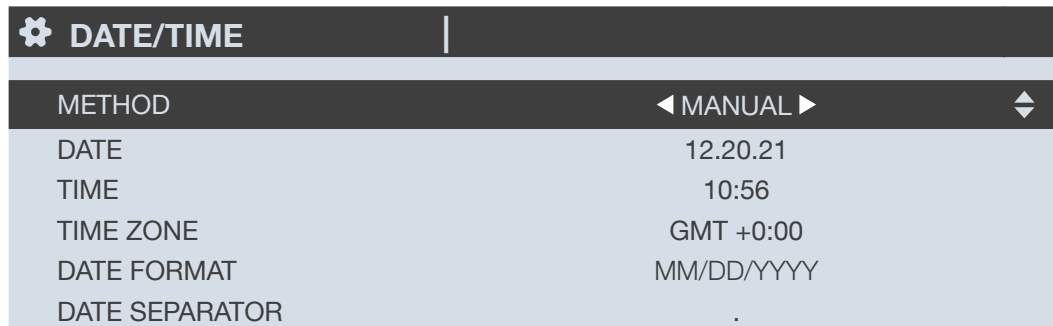 DATE/TIME
METHOD MANUAL
DATE 12.20.21
TIME 10:56
TIME ZONE GMT +0:00
DATE FORMAT MM/DD/YYYY
DATE SEPARATOR .